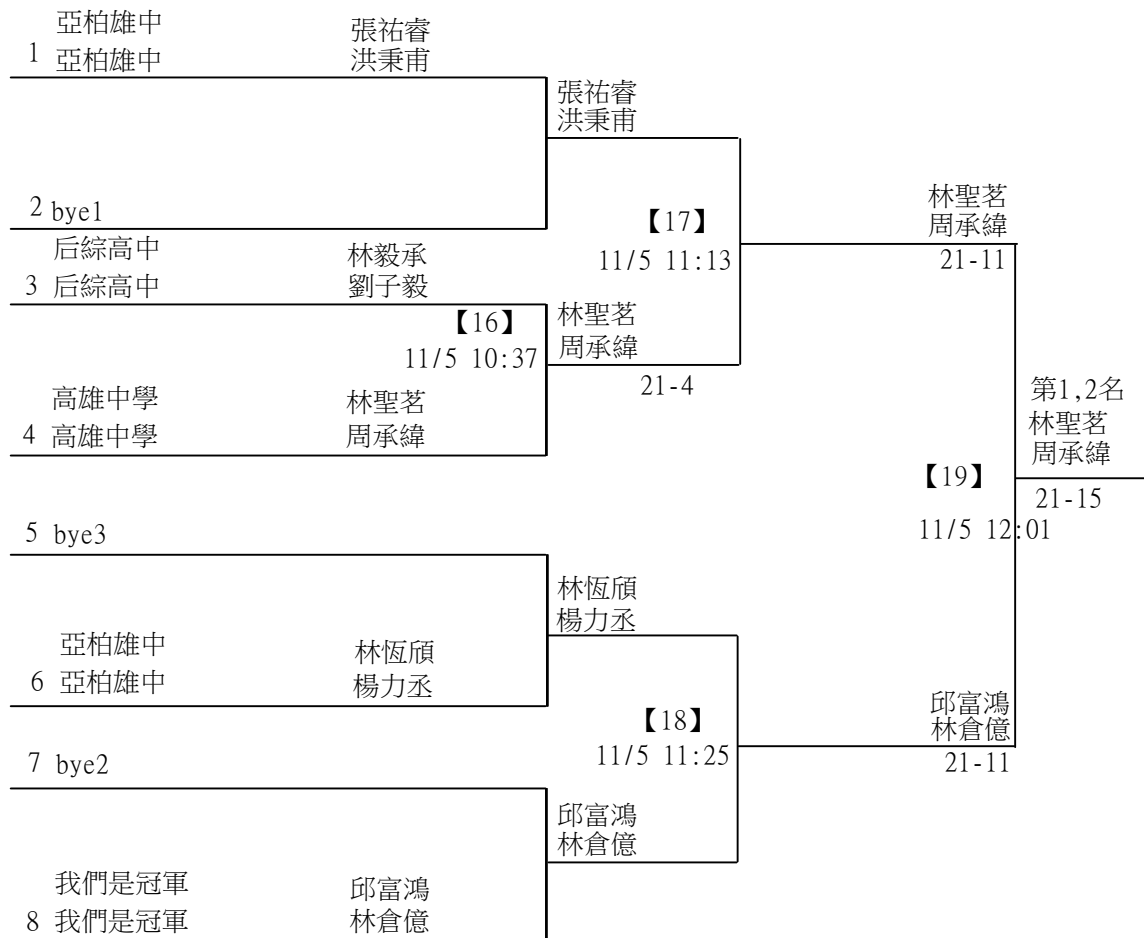 亞柏雄中 張祐睿
1 亞柏雄中 洪秉甫
張祐睿
洪秉甫
2 bye1
【17】
11/5 11:13
林聖茗
周承緯
21-11
后綜高中 林毅承
3 后綜高中 劉子毅
【16】
11/5 10:37
林聖茗
周承緯
21-4
高雄中學 林聖茗
4 高雄中學 周承緯
第1,2名
林聖茗
周承緯
【19】
21-15
11/5 12:01
5 bye3
林恆頎
楊力丞
亞柏雄中 林恆頎
6 亞柏雄中 楊力丞
【18】
11/5 11:25
邱富鴻
林倉億
21-11
7 bye2
邱富鴻
林倉億
我們是冠軍 邱富鴻
8 我們是冠軍 林倉億